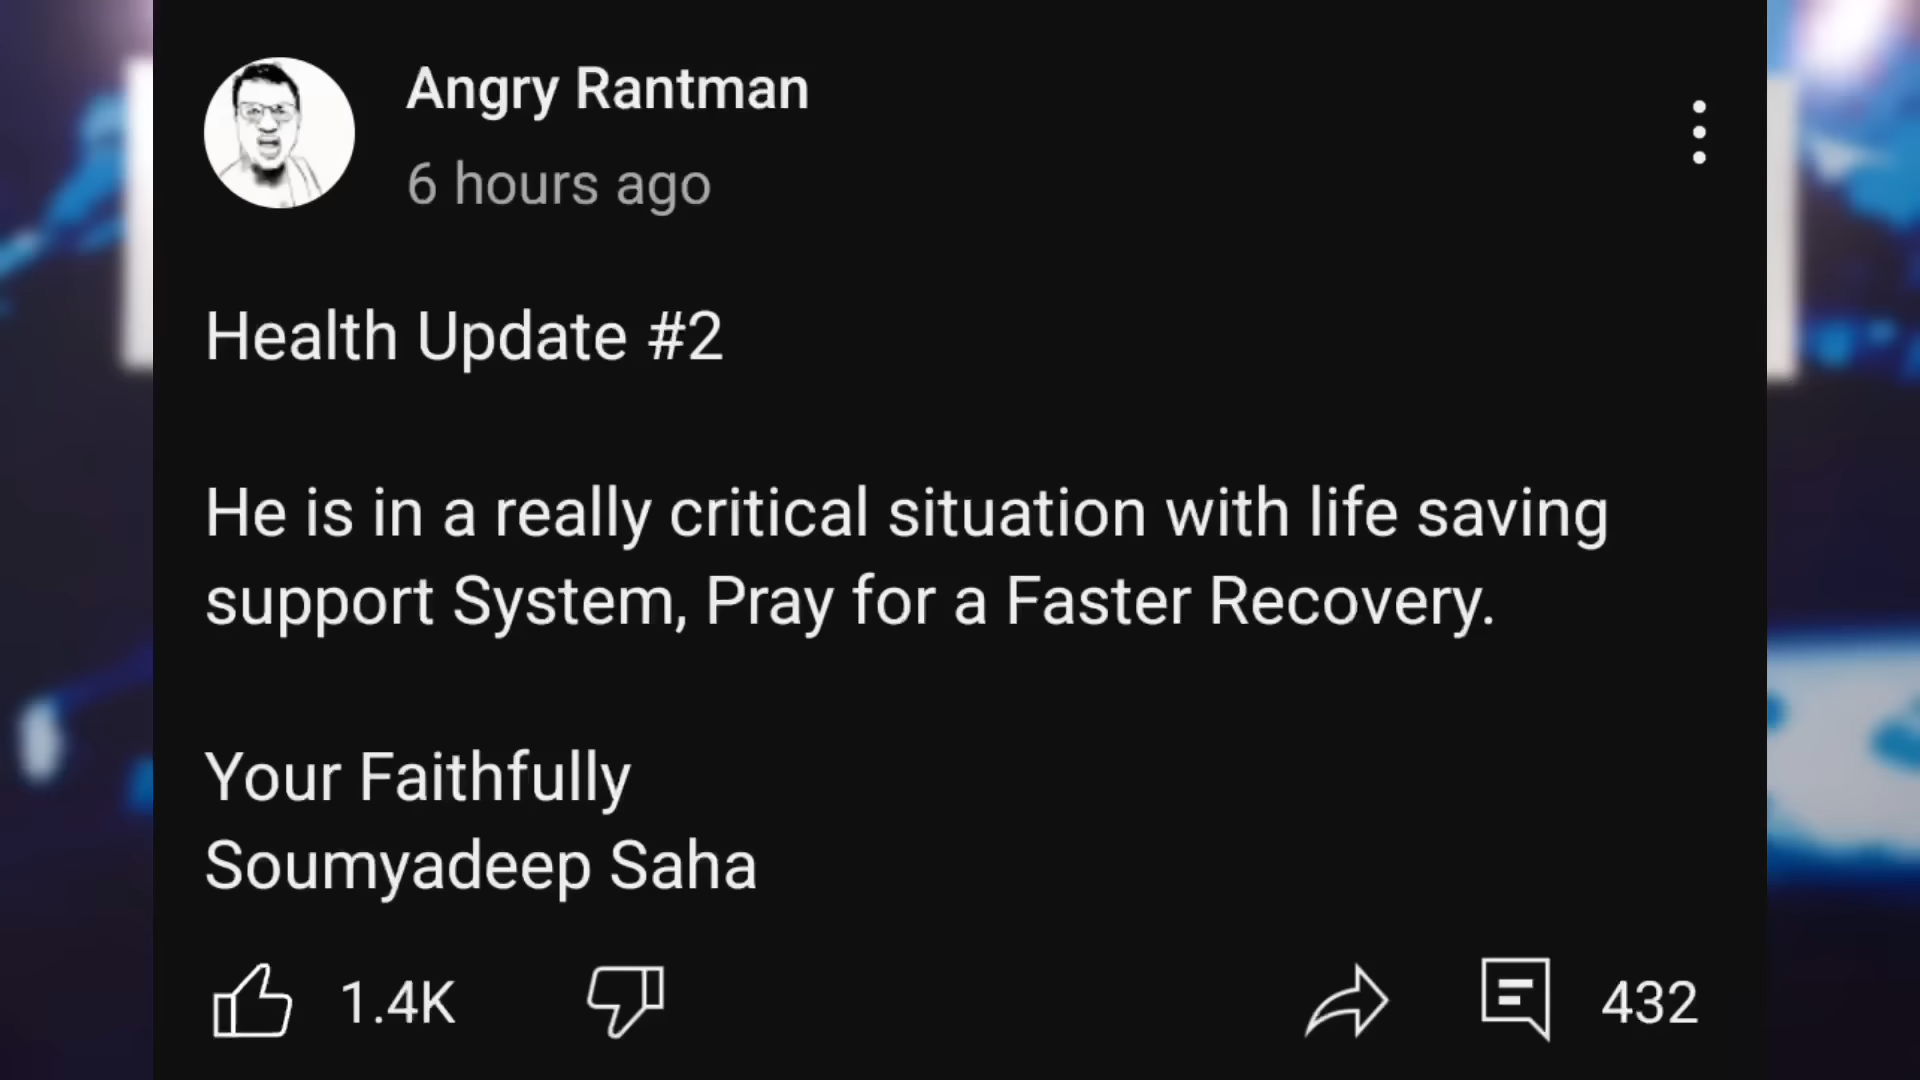 Angry Rantman
6 hours ago
Health Update #2
He is in a really critical situation with life saving
support System, Pray for a Faster Recovery.
Your Faithfully
Soumyadeep Saha
1.4K
432